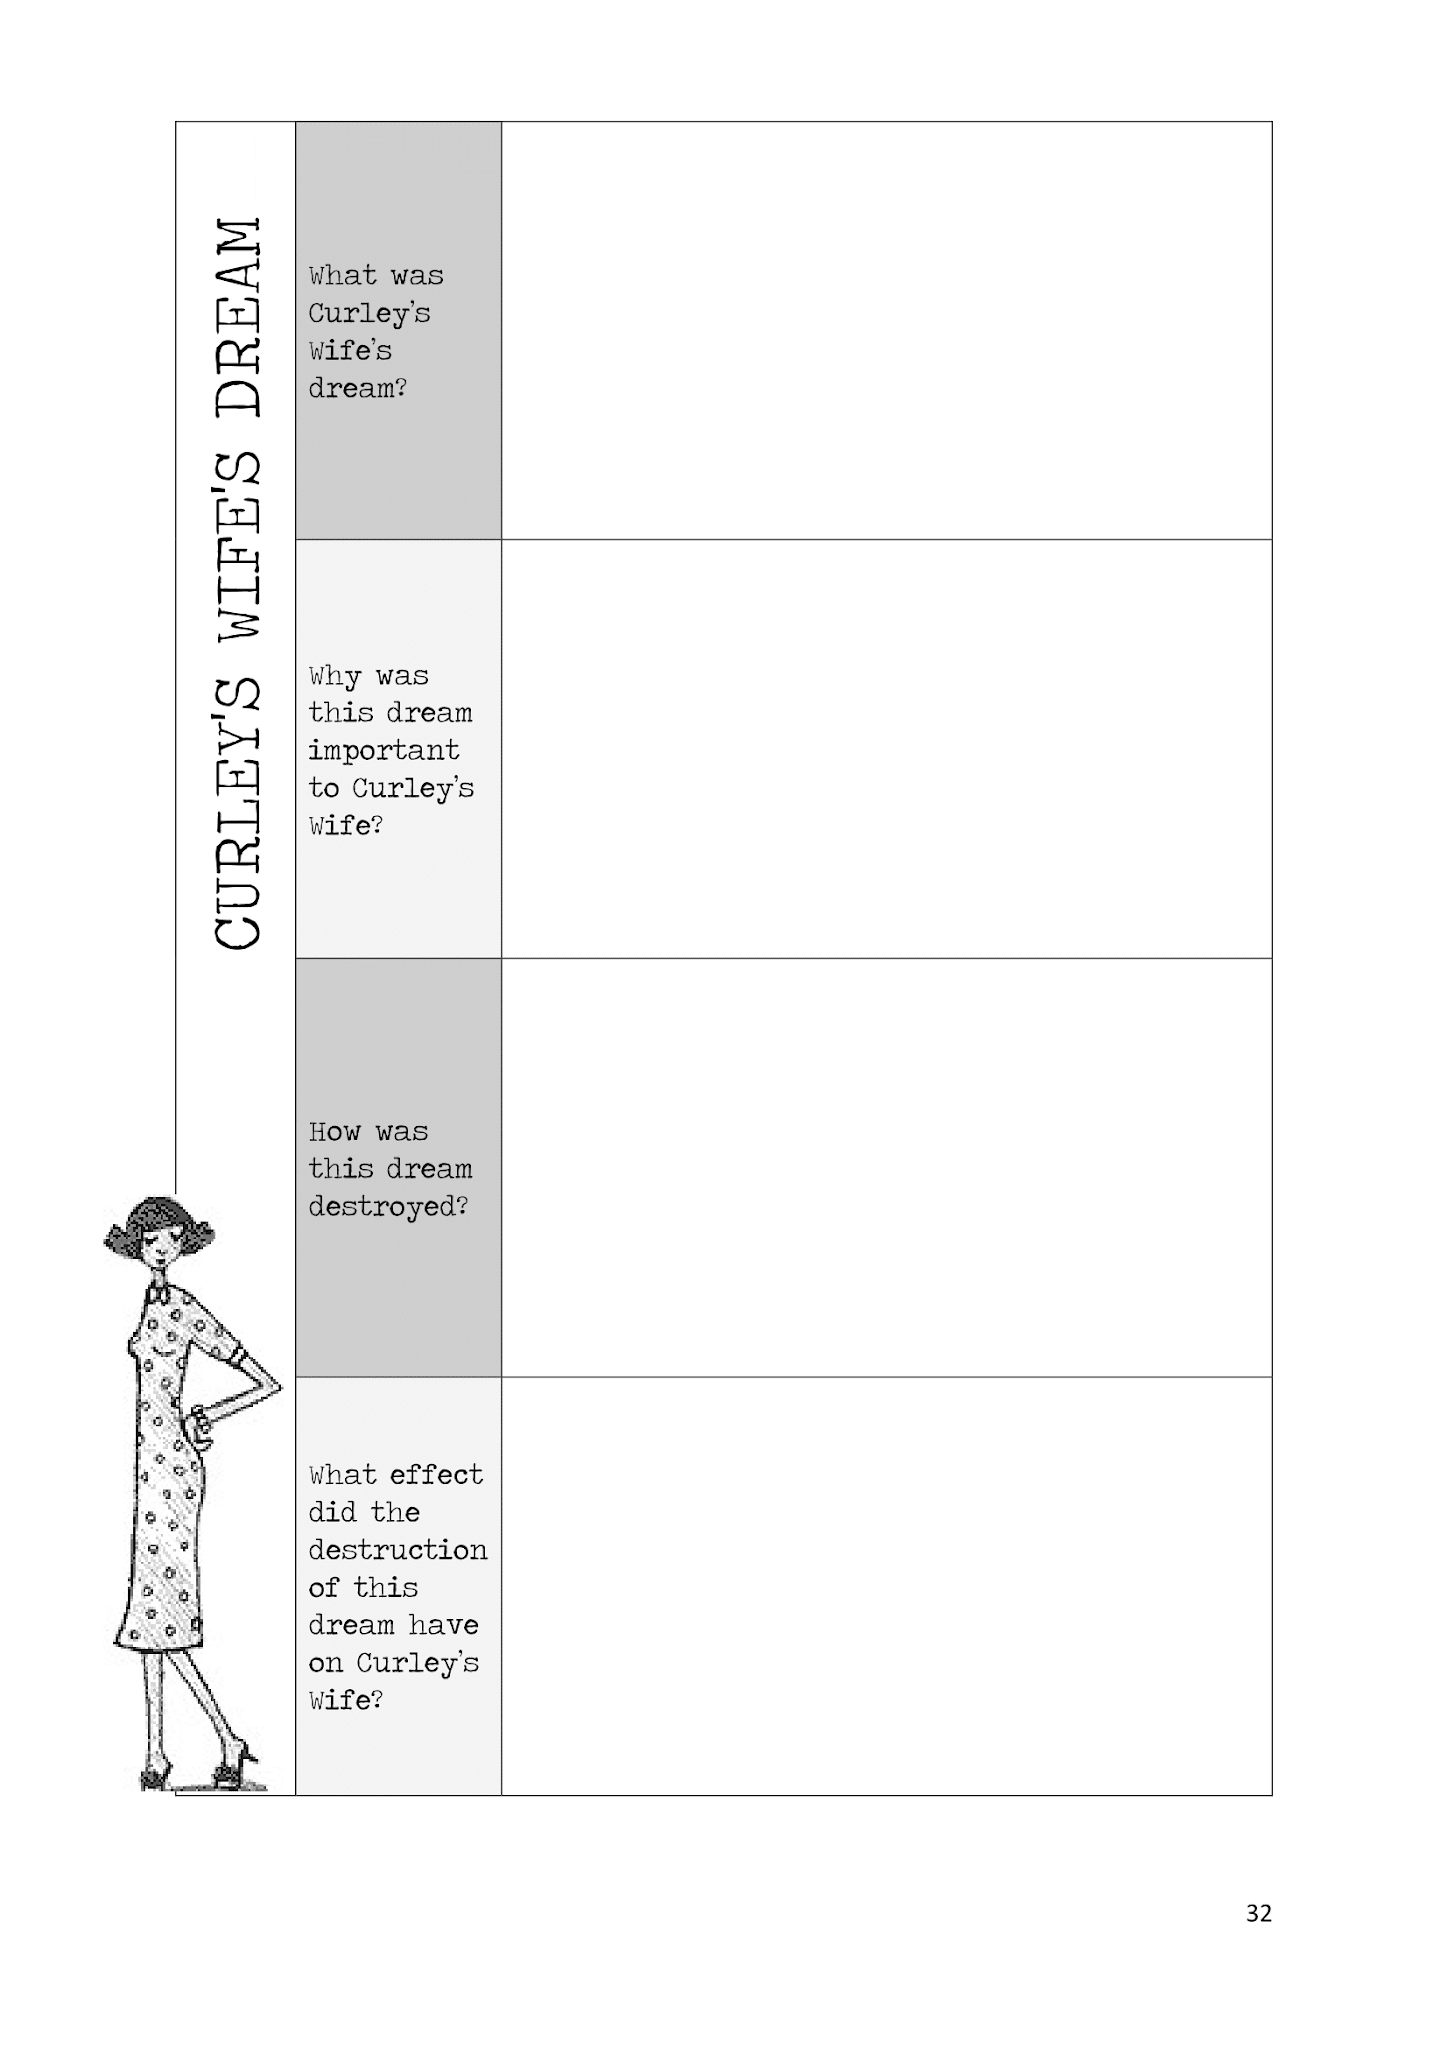 CURLEY'S WIFE'S DREAM
What was
Curley's
Wife's
dream?
Why was
this dream
important
to Curley's
Wife?
How was
this dream
destroyed?
What effect
did the
destruction
of this
dream have
on Curley's
Wife?
32